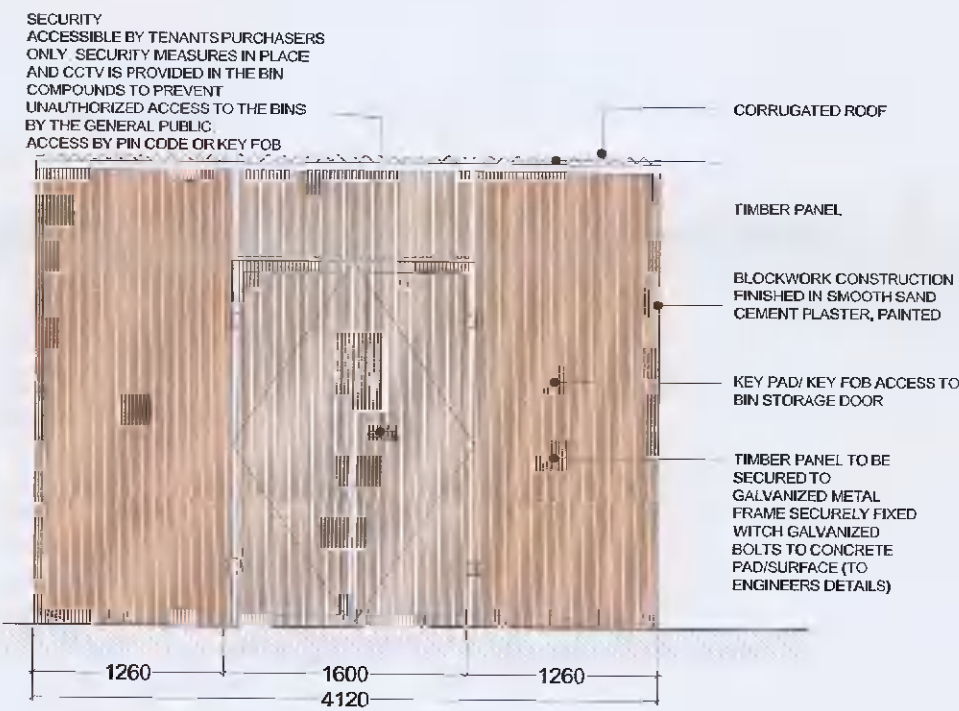 SECURITY
ACCESSIBLE BY TENANTS PURCHASERS
ONLY. SECURITY MEASURES IN PLACE
AND CCTV IS PROVIDED IN THE BIN
COMPOUNDS TO PREVENT
UNAUTHORIZED ACCESS TO THE BINS
BY THE GENERAL PUBLIC.
ACCESS BY PIN CODE OR KEY FOB
CORRUGATED ROOF
TIMBER PANEL
BLOCKWORK CONSTRUCTION
FINISHED IN SMOOTH SAND
CEMENT PLASTER, PAINTED
KEY PAD/ KEY FOB ACCESS TO
BIN STORAGE DOOR
TIMBER PANEL TO BE
SECURED TO
GALVANIZED METAL
FRAME SECURELY FIXED
WITCH GALVANIZED
BOLTS TO CONCRETE
PAD/SURFACE (TO
ENGINEERS DETAILS)
1260 1600 1260
4120